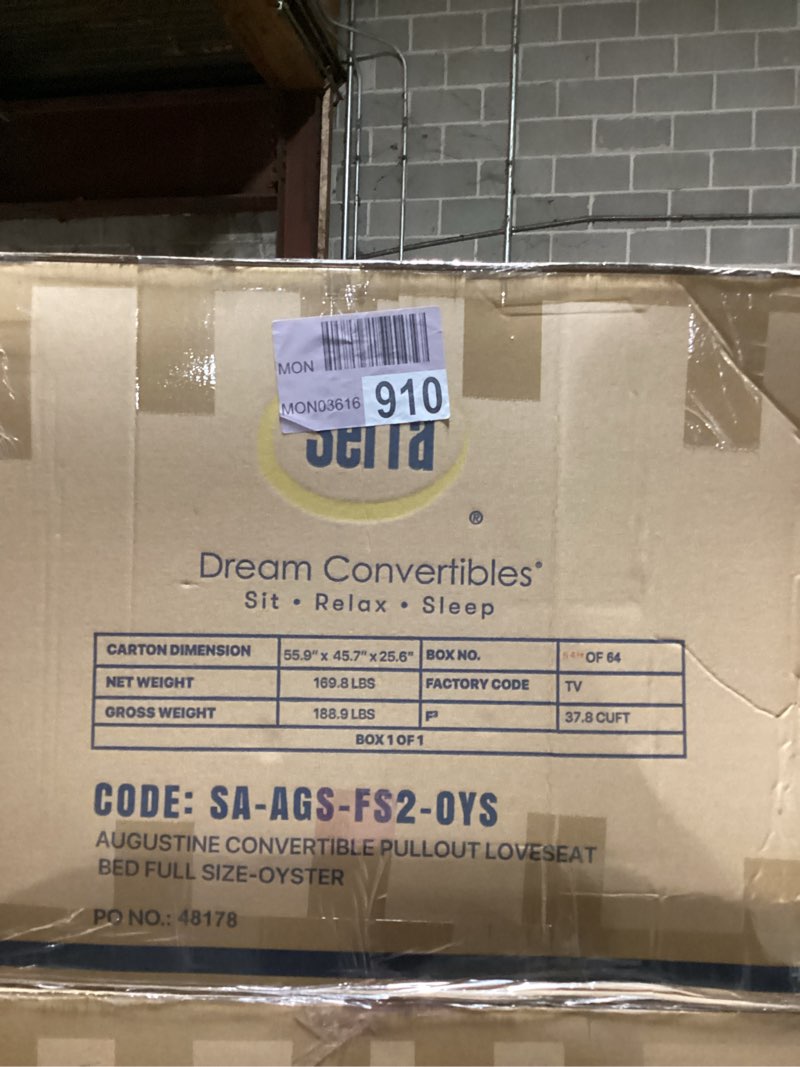 MON
MON03616 910
Serta
®
Dream Convertibles®
Sit • Relax • Sleep
CARTON DIMENSION 55.9" x 45.7" x 25.6" BOX NO. OF 64
NET WEIGHT 169.8 LBS FACTORY CODE TV
GROSS WEIGHT 188.9 LBS F³ 37.8 CUFT
BOX 1 OF 1
CODE: SA-AGS-FS2-OYS
AUGUSTINE CONVERTIBLE PULLOUT LOVESEAT
BED FULL SIZE-OYSTER
PO NO.: 48178